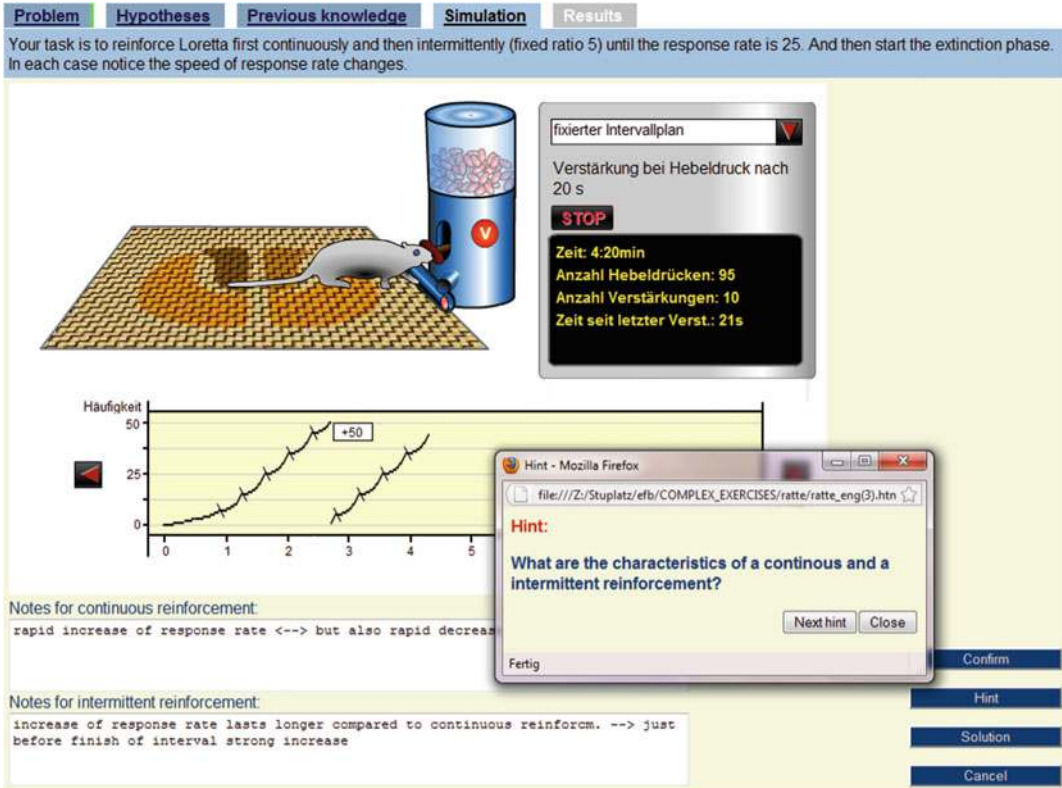 Problem
Hypotheses
Previous knowledge
Simulation
Results
Your task is to reinforce Loretta first continuously and then intermittently (fixed ratio 5) until the response rate is 25. And then start the extinction phase.
In each case notice the speed of response rate changes.
fixierter Intervallplan
Verstärkung bei Hebeldruck nach
20 s
STOP
V
Zeit: 4:20min
Anzahl Hebeldrücken: 95
Anzahl Verstärkungen: 10
Zeit seit letzter Verst.: 21s
Häufigkeit
50
+50
25
0
0 1 2 3 4 5
Hint - Mozilla Firefox
file:///Z:/Stuplatz/efb/COMPLEX_EXERCISES/ratte/ratte_eng(3).htn
Hint:
What are the characteristics of a continous and a
intermittent reinforcement?
Next hint
Close
Fertig
Notes for continuous reinforcement:
rapid increase of response rate <--> but also rapid decreas
Notes for intermittent reinforcement:
increase of response rate lasts longer compared to continuous reinforcm. --> just
before finish of interval strong increase
Confirm
Hint
Solution
Cancel